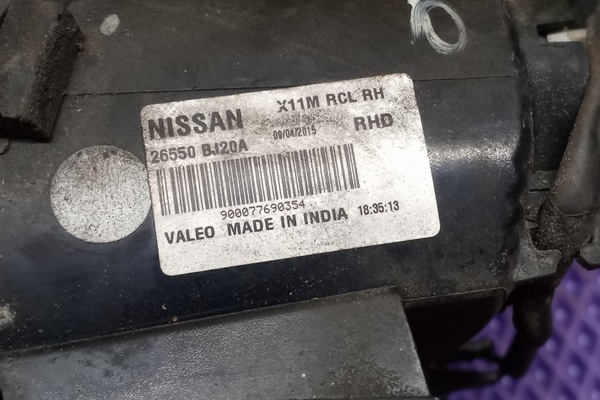 NISSAN X11M RCL RH
26550 BJ20A 09/04/2015 RHD
900077690354
VALEO MADE IN INDIA 18:35:13